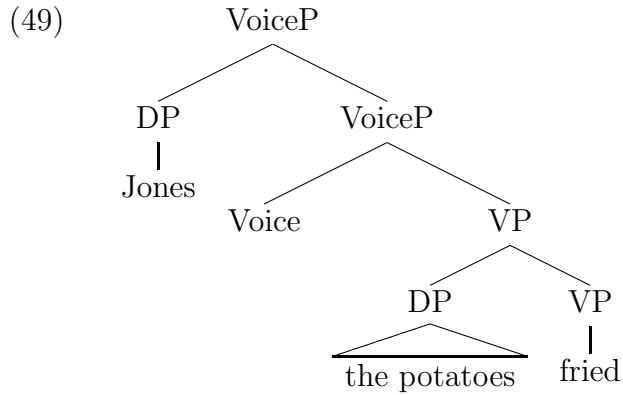 (49) VoiceP
DP VoiceP
Jones
Voice VP
DP VP
the potatoes fried